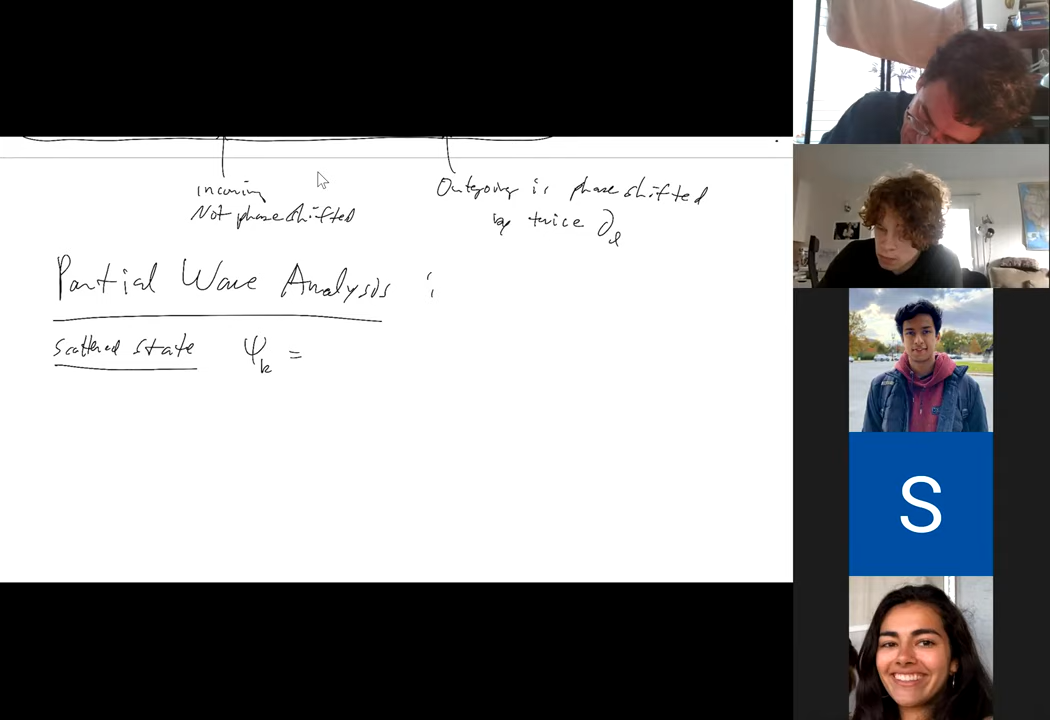 incoming
Not phase shifted
Outgoing is phase shifted
by twice δₗ
Partial Wave Analysis :
Scattered state ψₖ =
S